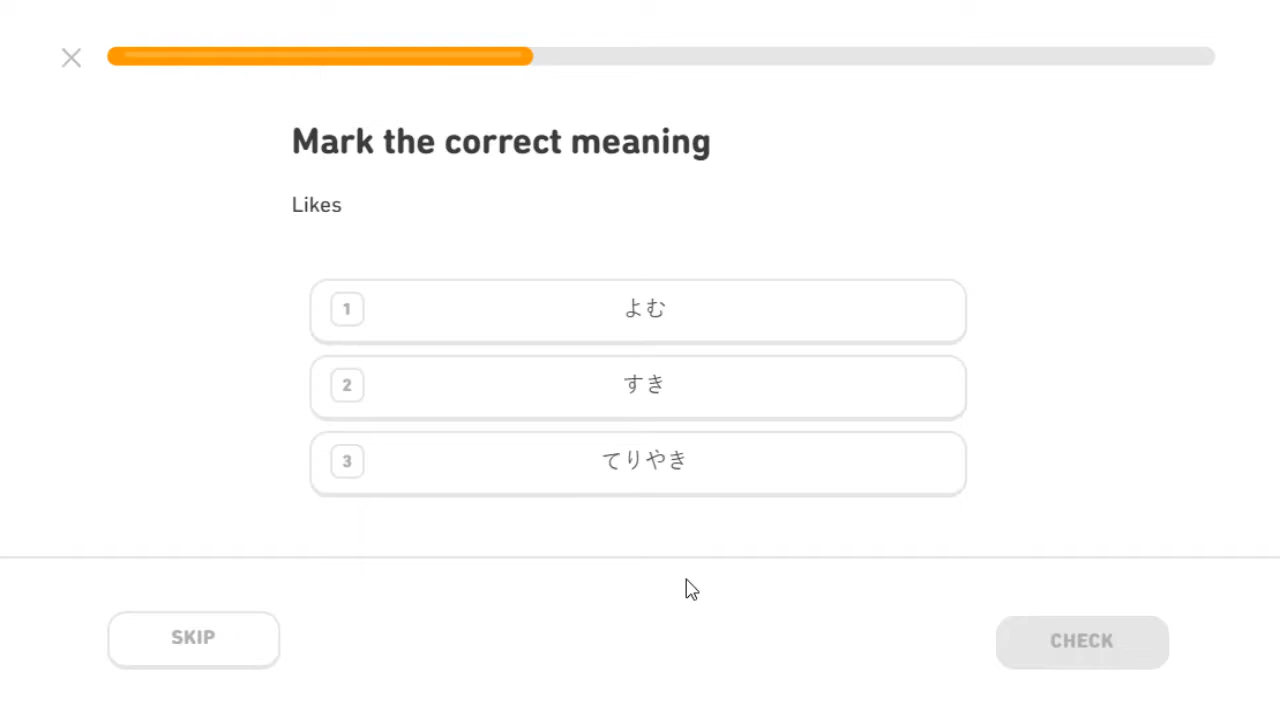 Mark the correct meaning
Likes
1 よむ
2 すき
3 てりやき
SKIP
CHECK